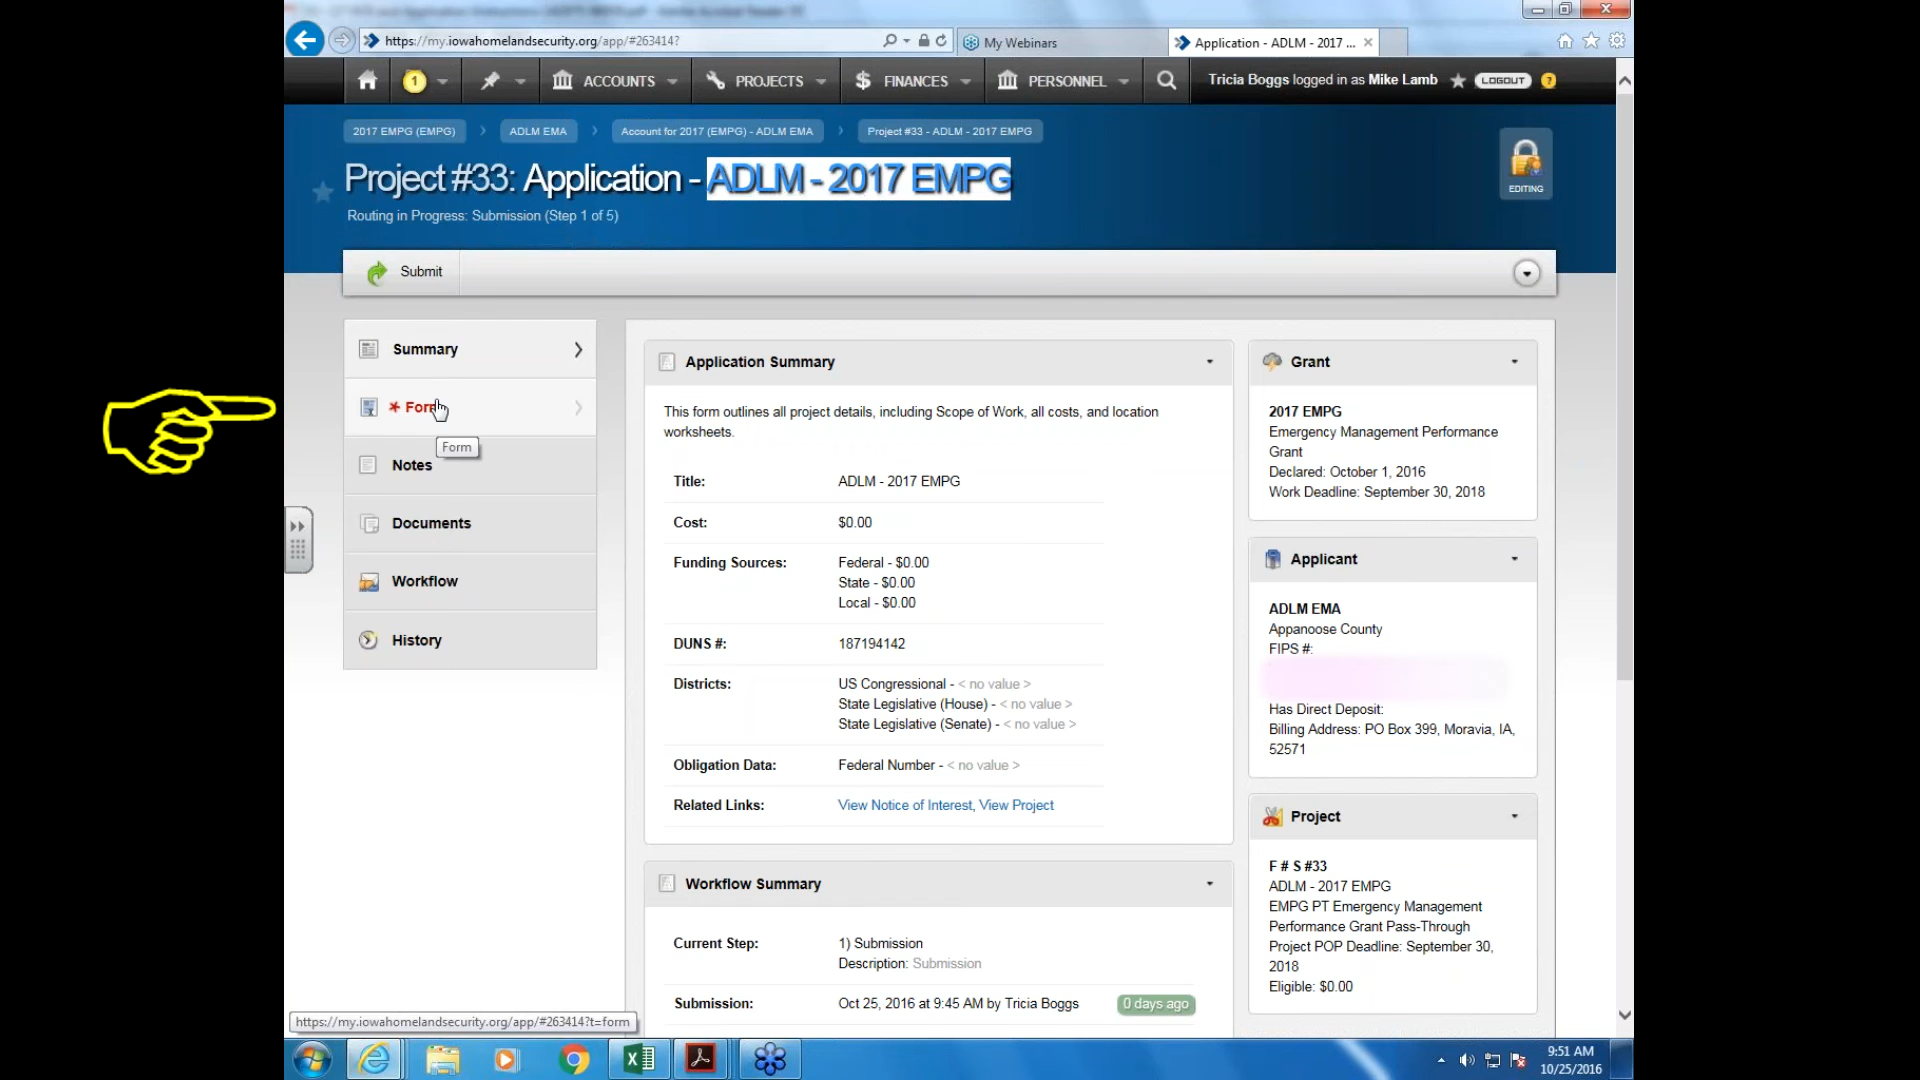 https://my.iowahomelandsecurity.org/app/#263414?
My Webinars
Application - ADLM - 2017 ...
1
ACCOUNTS
PROJECTS
FINANCES
PERSONNEL
Tricia Boggs logged in as Mike Lamb
LOGOUT
?
2017 EMPG (EMPG)
ADLM EMA
Account for 2017 (EMPG) - ADLM EMA
Project #33 - ADLM - 2017 EMPG
Project #33: Application - ADLM - 2017 EMPG
EDITING
Routing in Progress: Submission (Step 1 of 5)
Submit
Summary
* Form
Form
Notes
Documents
Workflow
History
Application Summary
This form outlines all project details, including Scope of Work, all costs, and location
worksheets.
Title: ADLM - 2017 EMPG
Cost: $0.00
Funding Sources: Federal - $0.00
State - $0.00
Local - $0.00
DUNS #: 187194142
Districts: US Congressional - < no value >
State Legislative (House) - < no value >
State Legislative (Senate) - < no value >
Obligation Data: Federal Number - < no value >
Related Links: View Notice of Interest, View Project
Workflow Summary
Current Step: 1) Submission
Description: Submission
Submission: Oct 25, 2016 at 9:45 AM by Tricia Boggs 0 days ago
Grant
2017 EMPG
Emergency Management Performance
Grant
Declared: October 1, 2016
Work Deadline: September 30, 2018
Applicant
ADLM EMA
Appanoose County
FIPS #:
Has Direct Deposit:
Billing Address: PO Box 399, Moravia, IA,
52571
Project
F # S #33
ADLM - 2017 EMPG
EMPG PT Emergency Management
Performance Grant Pass-Through
Project POP Deadline: September 30,
2018
Eligible: $0.00
https://my.iowahomelandsecurity.org/app/#263414?t=form
9:51 AM
10/25/2016